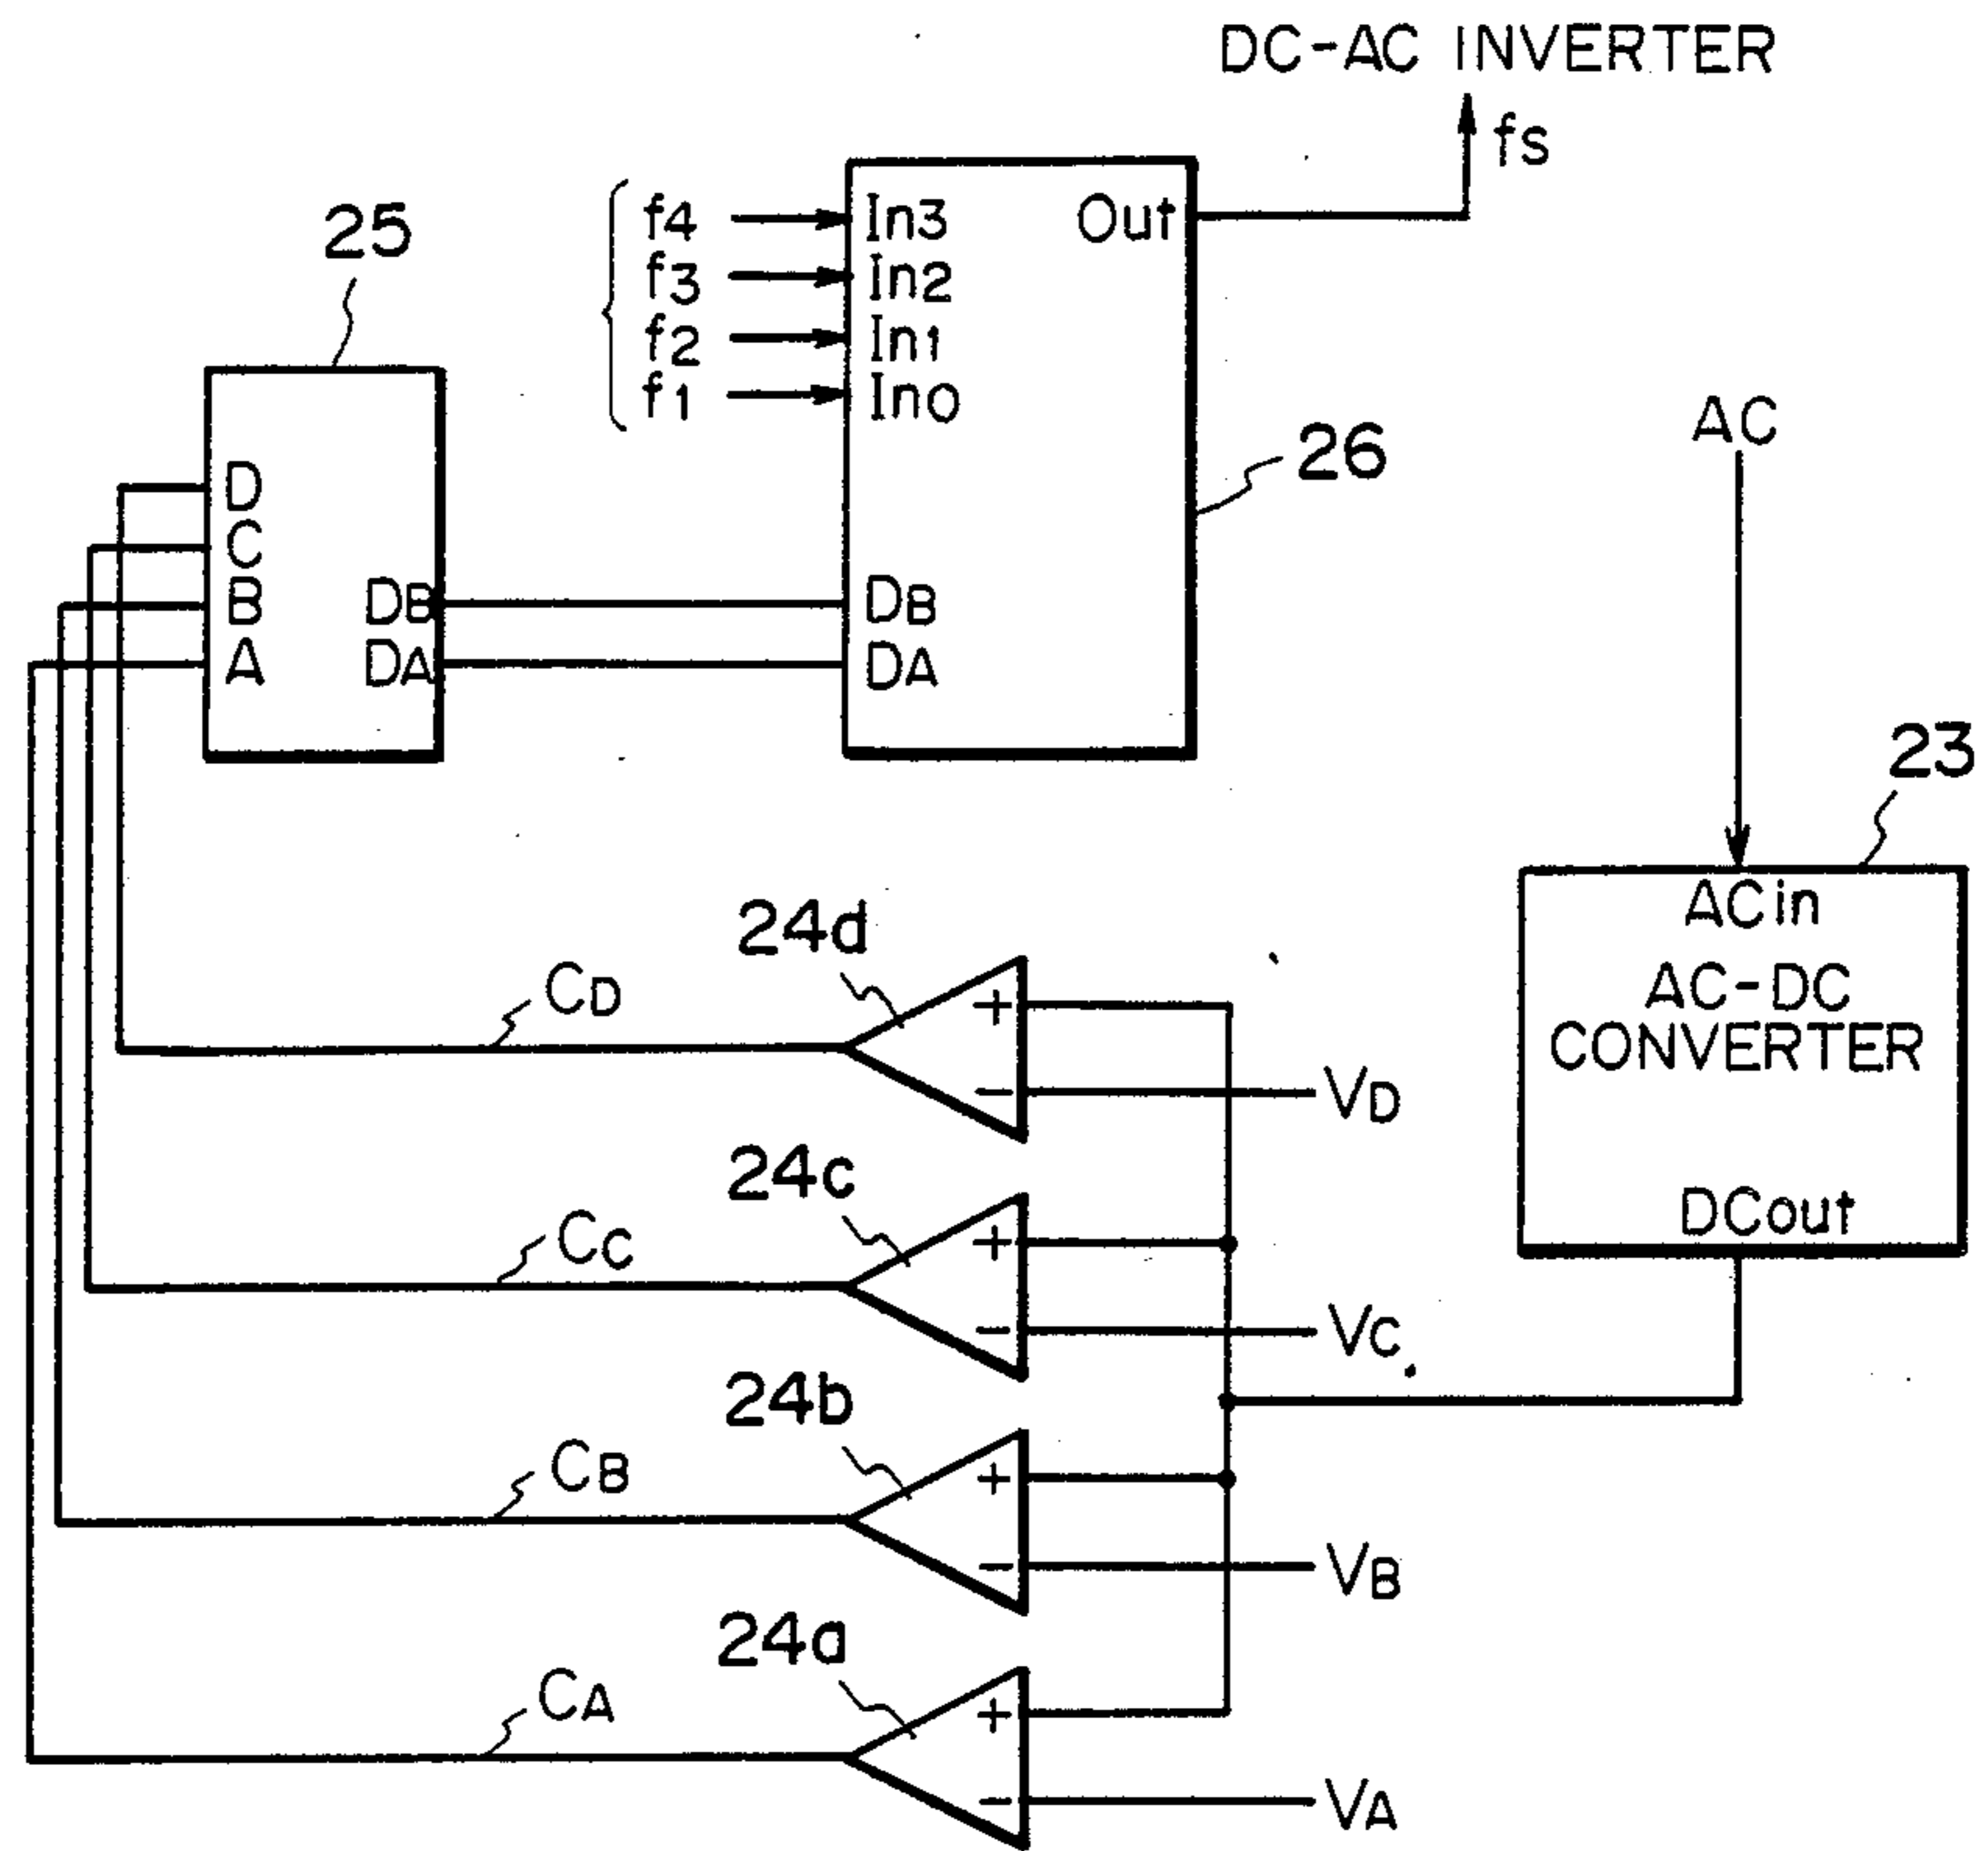 DC-AC INVERTER
fs
25
f4
In3
Out
f3
In2
f2
In1
f1
In0
26
AC
D
C
B
DB
DB
A
DA
DA
23
ACin
AC-DC
CONVERTER
DCout
24d
CD
VD
24c
CC
VC
24b
CB
VB
24a
CA
VA